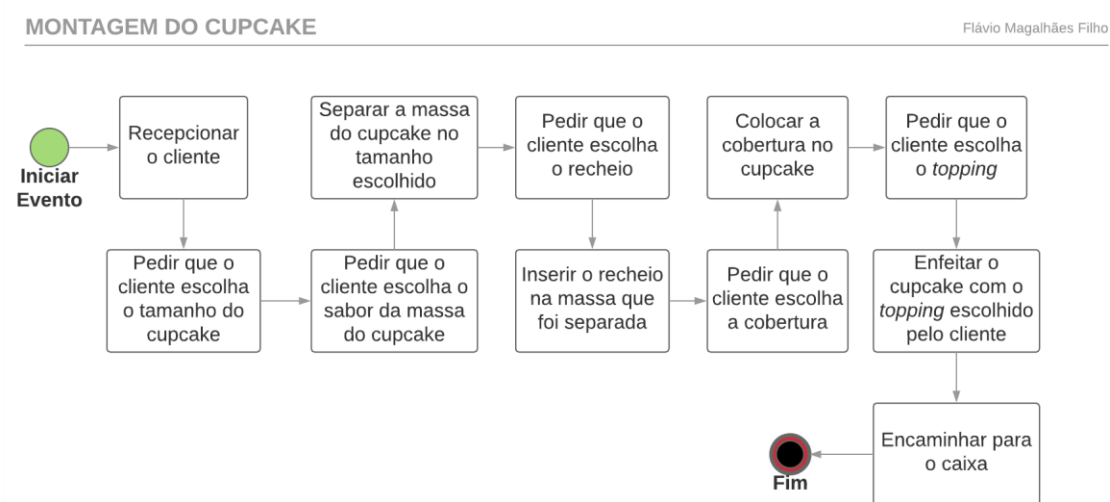 MONTAGEM DO CUPCAKE
Flávio Magalhães Filho
Iniciar
Evento
Recepcionar
o cliente
Pedir que o
cliente escolha
o tamanho do
cupcake
Pedir que o
cliente escolha o
sabor da massa
do cupcake
Separar a massa
do cupcake no
tamanho
escolhido
Pedir que o
cliente escolha
o recheio
Inserir o recheio
na massa que
foi separada
Pedir que o
cliente escolha
a cobertura
Colocar a
cobertura no
cupcake
Pedir que o
cliente escolha
o topping
Enfeitar o
cupcake com o
topping escolhido
pelo cliente
Encaminhar para
o caixa
Fim